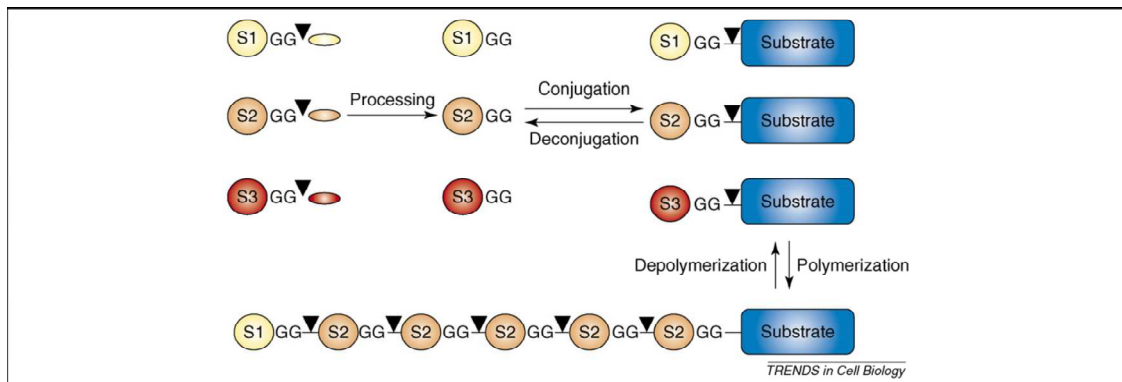 S1 GG S1 GG S1 GG Substrate
Processing Conjugation
S2 GG S2 GG S2 GG Substrate
Deconjugation
S3 GG S3 GG S3 GG Substrate
Depolymerization Polymerization
S1 GG S2 GG S2 GG S2 GG S2 GG S2 GG Substrate
TRENDS in Cell Biology